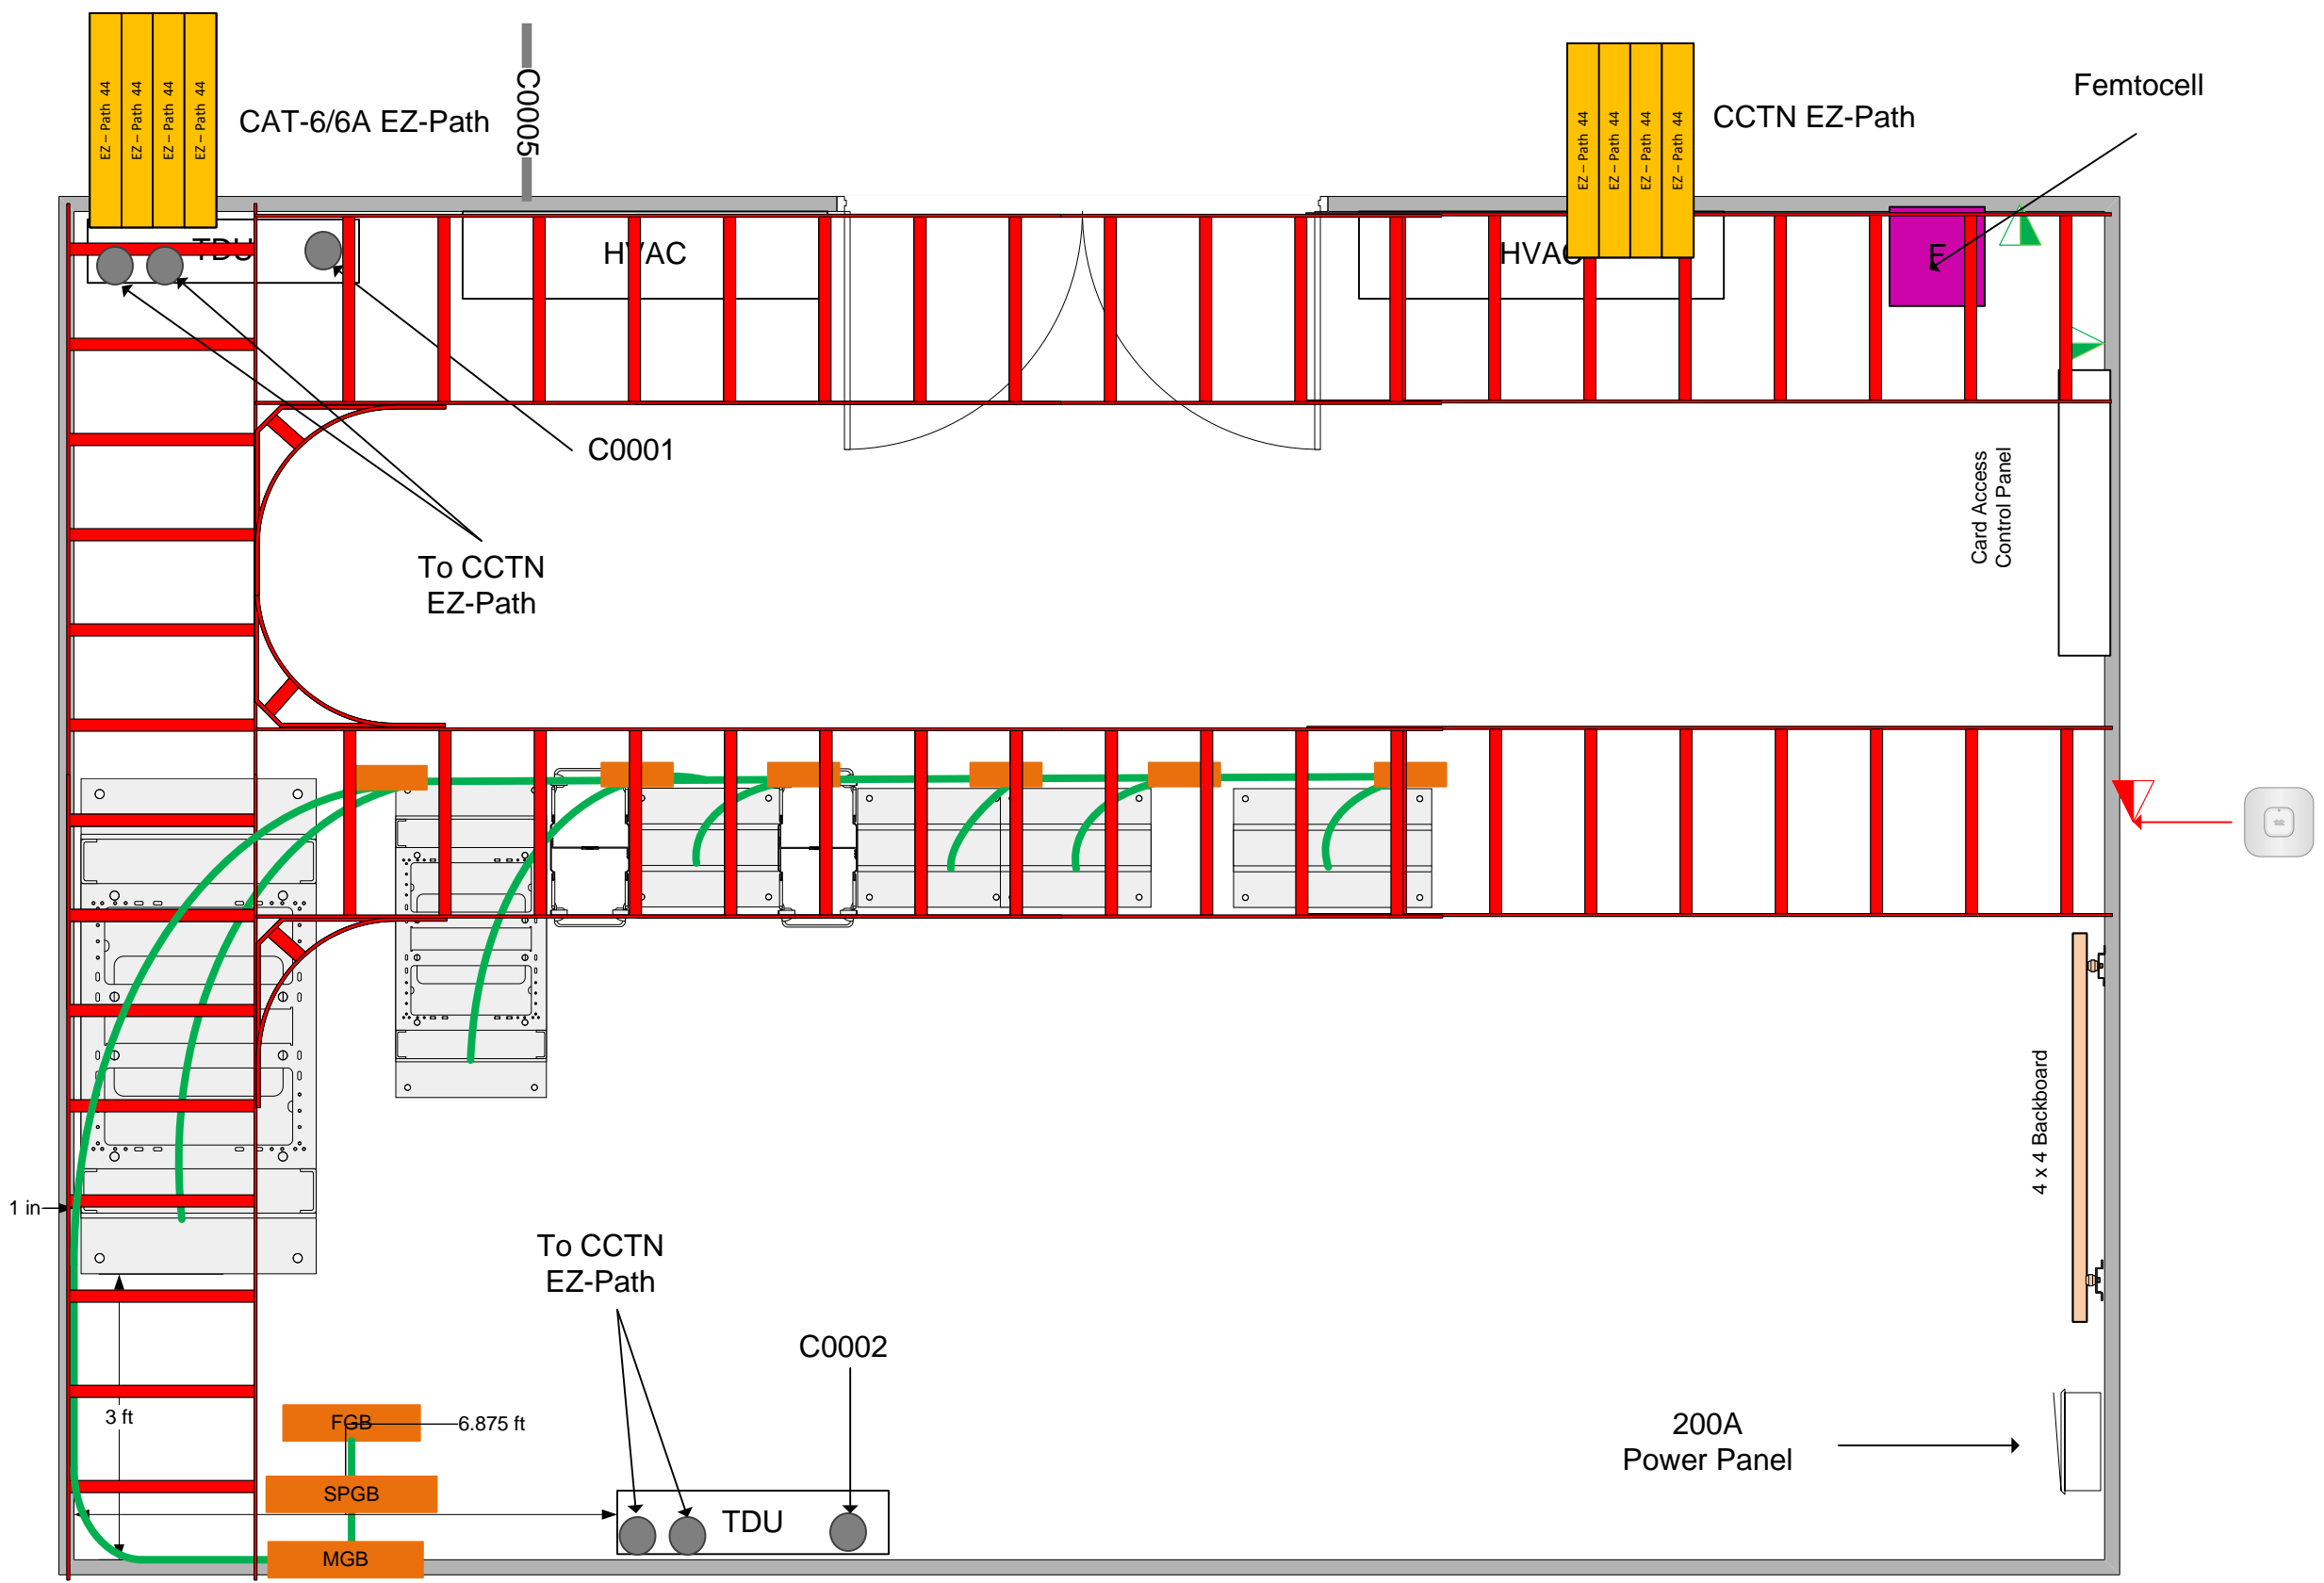 EZ – Path 44
EZ – Path 44
EZ – Path 44
EZ – Path 44
CAT-6/6A EZ-Path
C0005
EZ – Path 44
EZ – Path 44
EZ – Path 44
EZ – Path 44
CCTN EZ-Path
Femtocell
TDU
HVAC
HVAC
F
C0001
To CCTN
EZ-Path
Card Access
Control Panel
4 x 4 Backboard
1 in
To CCTN
EZ-Path
C0002
3 ft
FGB
6.875 ft
SPGB
TDU
MGB
200A
Power Panel